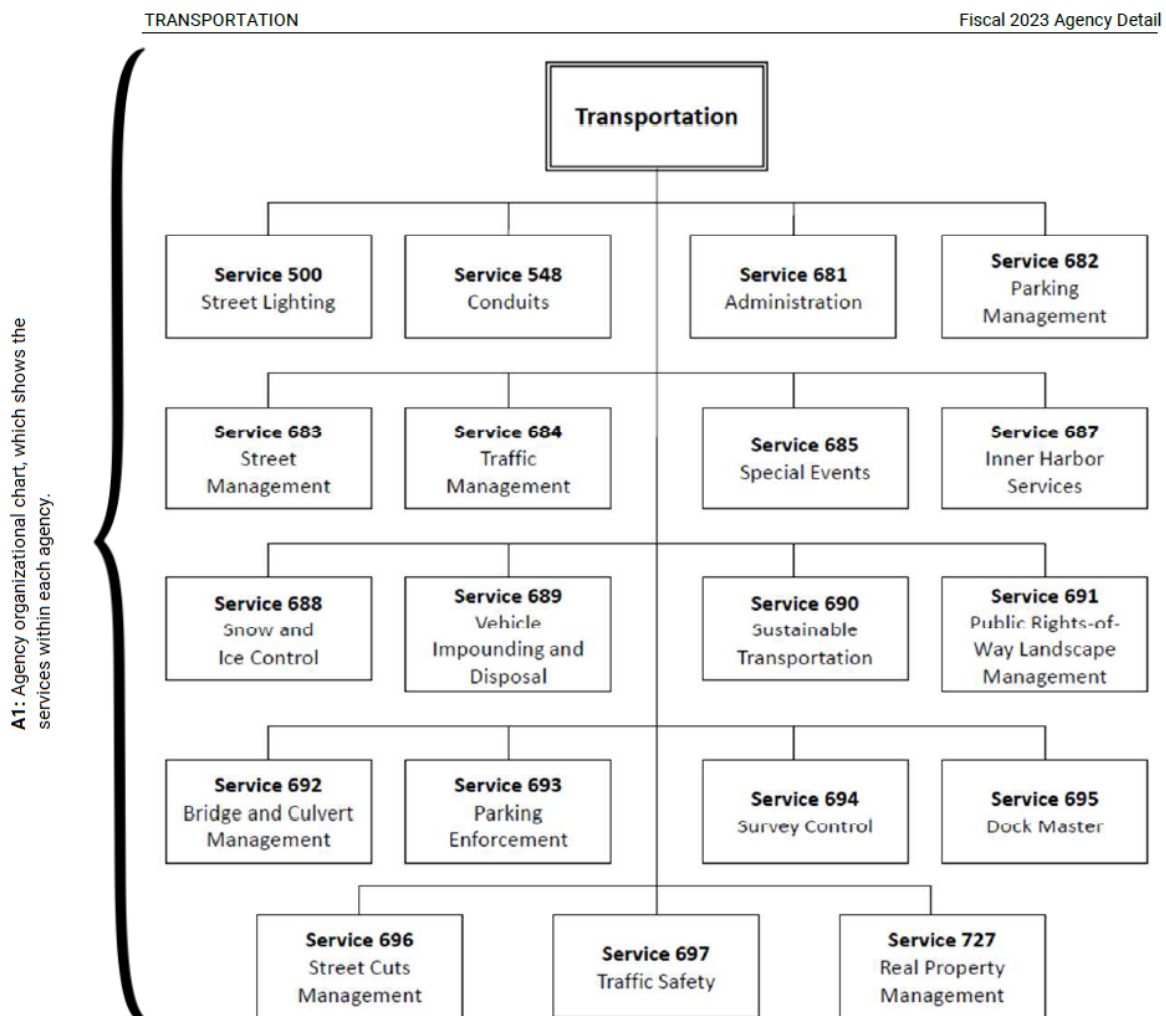 TRANSPORTATION
Fiscal 2023 Agency Detail
A1: Agency organizational chart, which shows the
services within each agency.
Transportation
Service 500
Street Lighting
Service 548
Conduits
Service 681
Administration
Service 682
Parking
Management
Service 683
Street
Management
Service 684
Traffic
Management
Service 685
Special Events
Service 687
Inner Harbor
Services
Service 688
Snow and
Ice Control
Service 689
Vehicle
Impounding and
Disposal
Service 690
Sustainable
Transportation
Service 691
Public Rights-of-
Way Landscape
Management
Service 692
Bridge and Culvert
Management
Service 693
Parking
Enforcement
Service 694
Survey Control
Service 695
Dock Master
Service 696
Street Cuts
Management
Service 697
Traffic Safety
Service 727
Real Property
Management